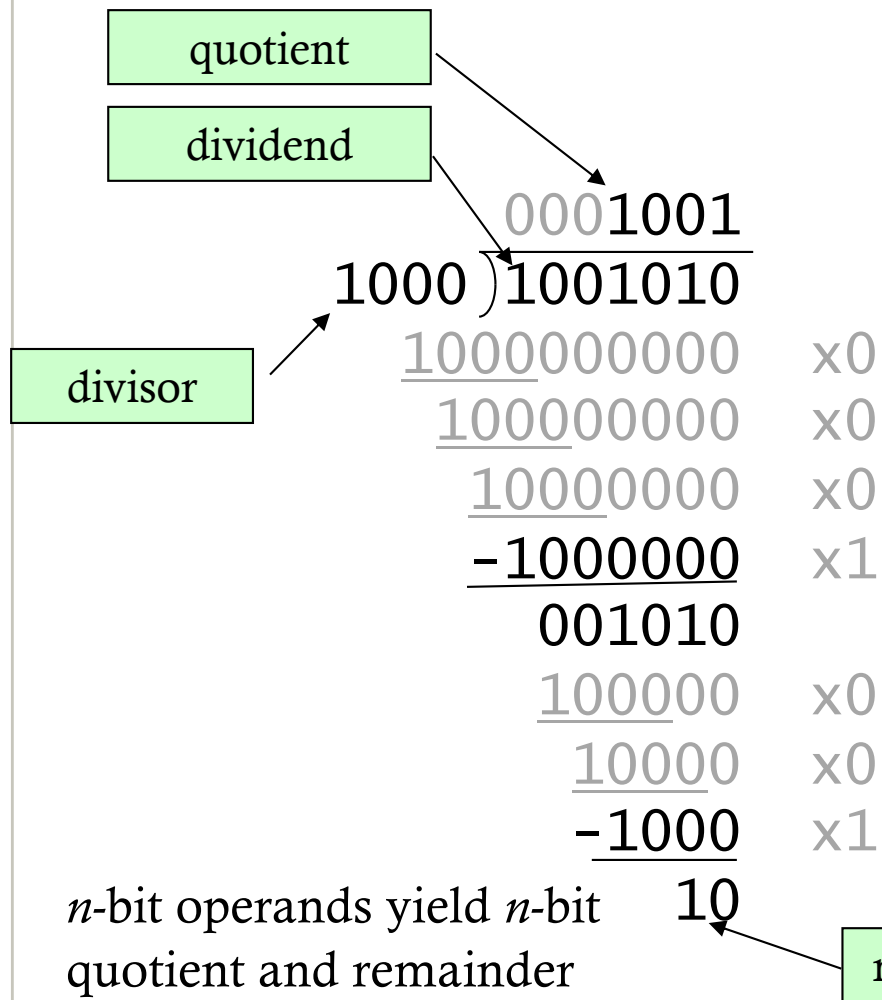 quotient
dividend
0001001
1000 ) 1001010
divisor
1000000000 x0
100000000 x0
10000000 x0
-1000000 x1
001010
100000 x0
10000 x0
-1000 x1
10
n-bit operands yield n-bit
quotient and remainder